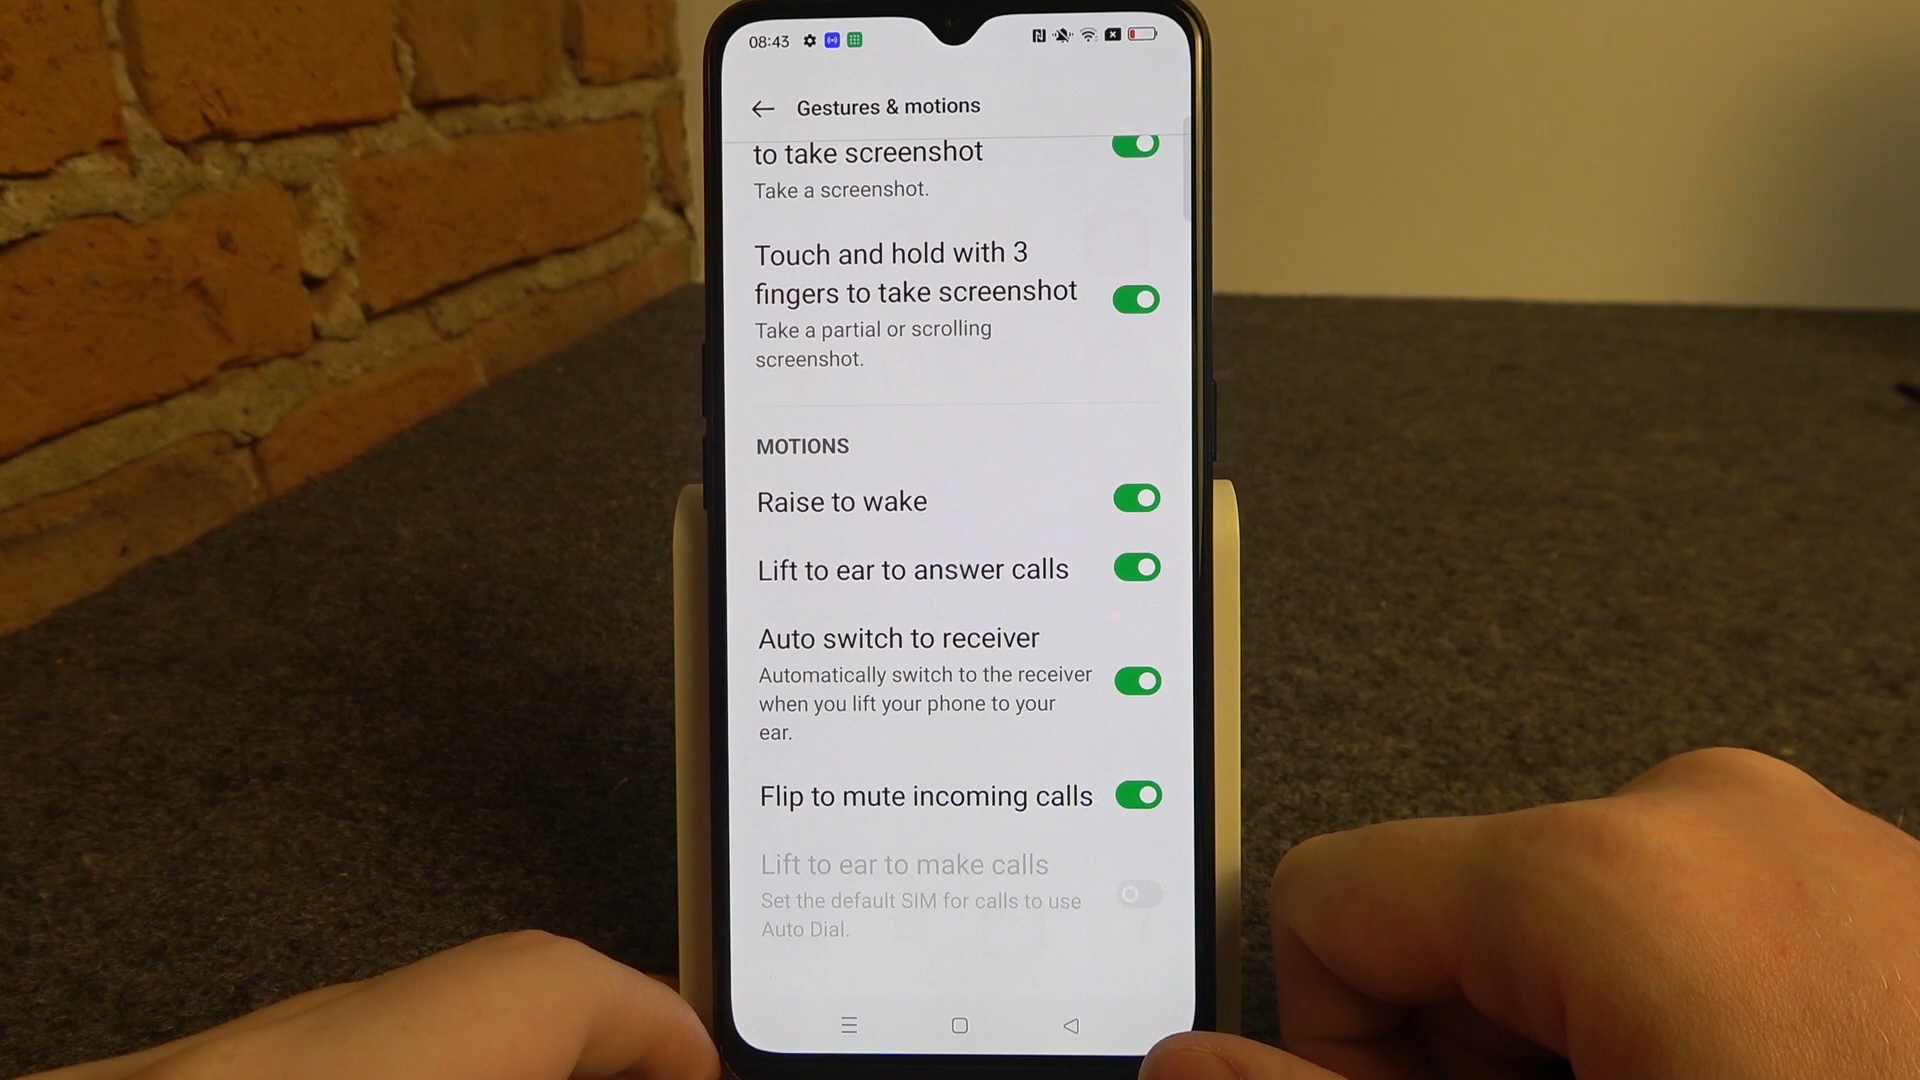 08:43
Gestures & motions
to take screenshot
Take a screenshot.
Touch and hold with 3
fingers to take screenshot
Take a partial or scrolling
screenshot.
MOTIONS
Raise to wake
Lift to ear to answer calls
Auto switch to receiver
Automatically switch to the receiver
when you lift your phone to your
ear.
Flip to mute incoming calls
Lift to ear to make calls
Set the default SIM for calls to use
Auto Dial.